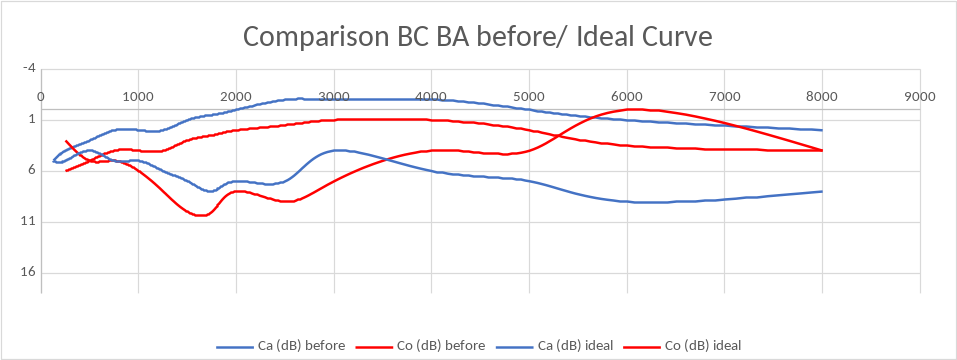 Comparison BC BA before/ Ideal Curve
-4
0 1000 2000 3000 4000 5000 6000 7000 8000 9000
1
6
11
16
Ca (dB) before Co (dB) before Ca (dB) ideal Co (dB) ideal